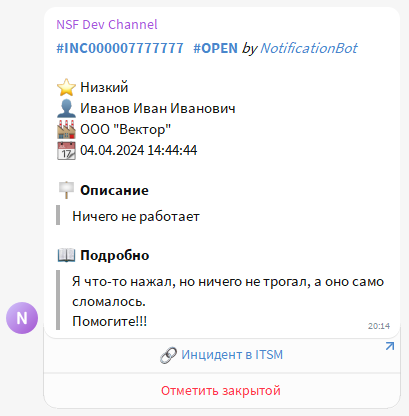 NSF Dev Channel
#INC000007777777 #OPEN by NotificationBot
Низкий
Иванов Иван Иванович
ООО "Вектор"
04.04.2024 14:44:44
Описание
Ничего не работает
Подробно
Я что-то нажал, но ничего не трогал, а оно само
сломалось.
Помогите!!!
N
20:14
Инцидент в ITSM
Отметить закрытой